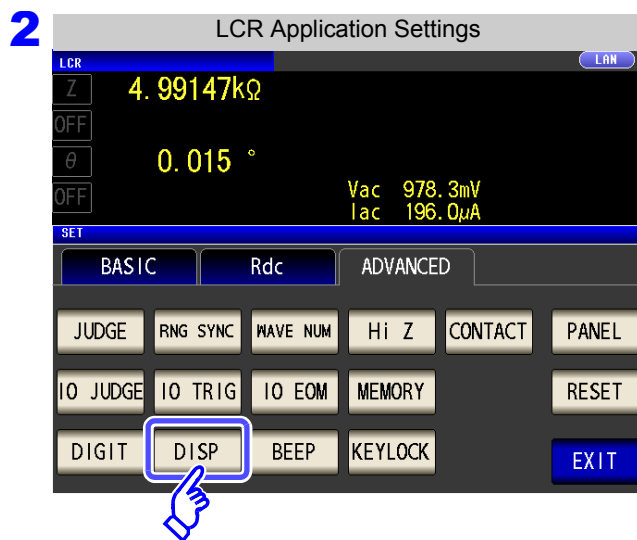 2
LCR Application Settings
LCR
LAN
Z 4.99147kΩ
OFF
θ 0.015 °
OFF
Vac 978.3mV
Iac 196.0μA
SET
BASIC Rdc ADVANCED
JUDGE RNG SYNC WAVE NUM Hi Z CONTACT PANEL
IO JUDGE IO TRIG IO EOM MEMORY RESET
DIGIT DISP BEEP KEYLOCK EXIT